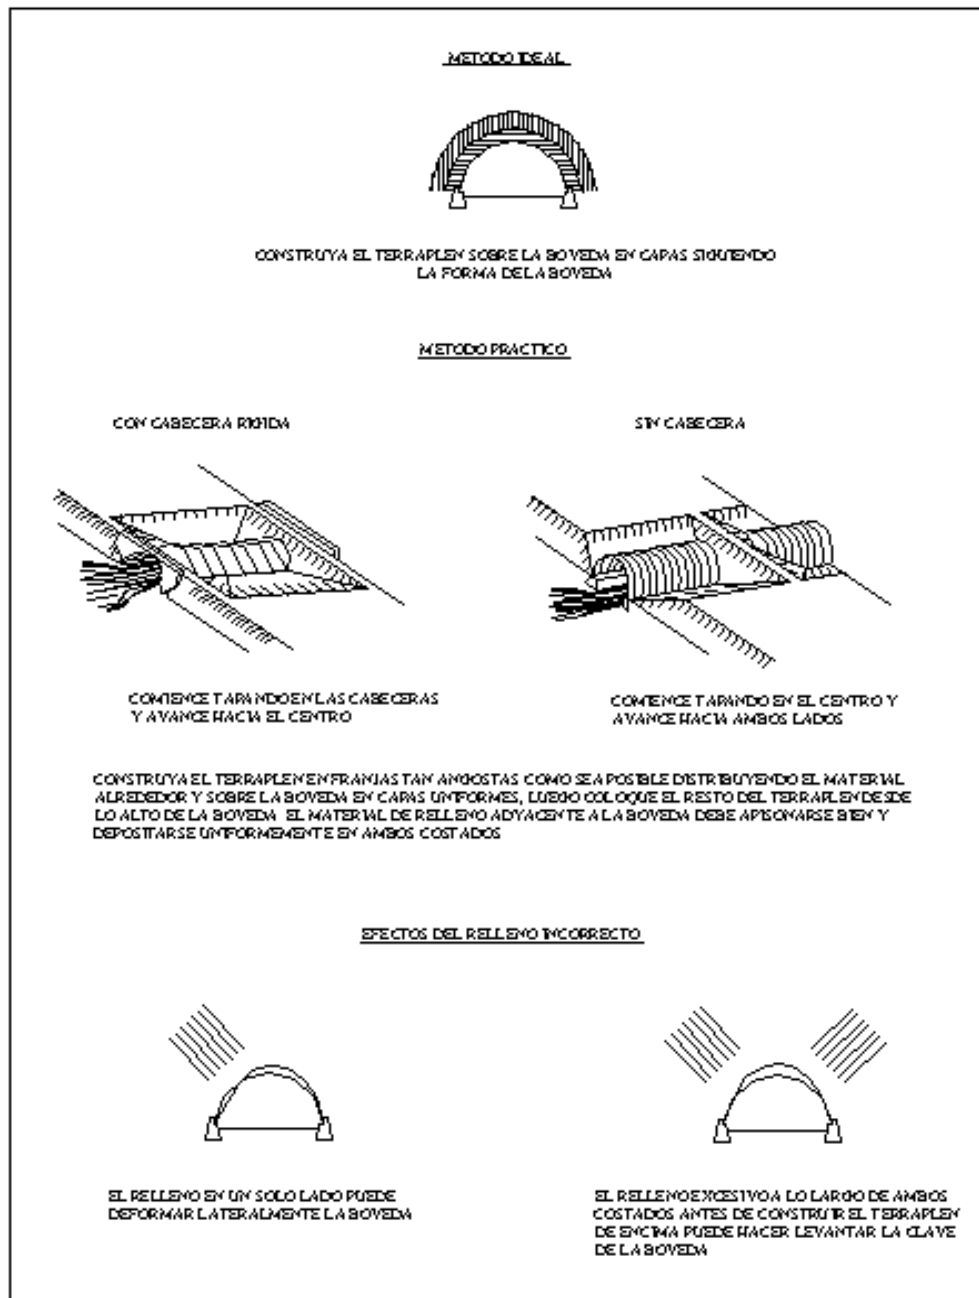 METODO IDEAL
CONSTRUYA EL TERRAPLEN SOBRE LA BOVEDA EN CAPAS SIGUIENDO
LA FORMA DE LA BOVEDA
METODO PRACTICO
CON CABECERA RIGIDA
SIN CABECERA
COMIENCE TAPANDO EN LAS CABECERAS
Y AVANCE HACIA EL CENTRO
COMIENCE TAPANDO EN EL CENTRO Y
AVANCE HACIA AMBOS LADOS
CONSTRUYA EL TERRAPLEN EN FRANJAS TAN ANGOSTAS COMO SEA POSIBLE DISTRIBUYENDO EL MATERIAL
ALREDEDOR Y SOBRE LA BOVEDA EN CAPAS UNIFORMES, LUEGO COLOQUE EL RESTO DEL TERRAPLEN DESDE
LO ALTO DE LA BOVEDA EL MATERIAL DE RELLENO ADYACENTE A LA BOVEDA DEBE APISONARSE BIEN Y
DEPOSITARSE UNIFORMEMENTE EN AMBOS COSTADOS
EFECTOS DEL RELLENO INCORRECTO
EL RELLENO EN UN SOLO LADO PUEDE
DEFORMAR LATERALMENTE LA BOVEDA
EL RELLENO EXCESIVO A LO LARGO DE AMBOS
COSTADOS ANTES DE CONSTRUIR EL TERRAPLEN
DE ENCIMA PUEDE HACER LEVANTAR LA CLAVE
DE LA BOVEDA